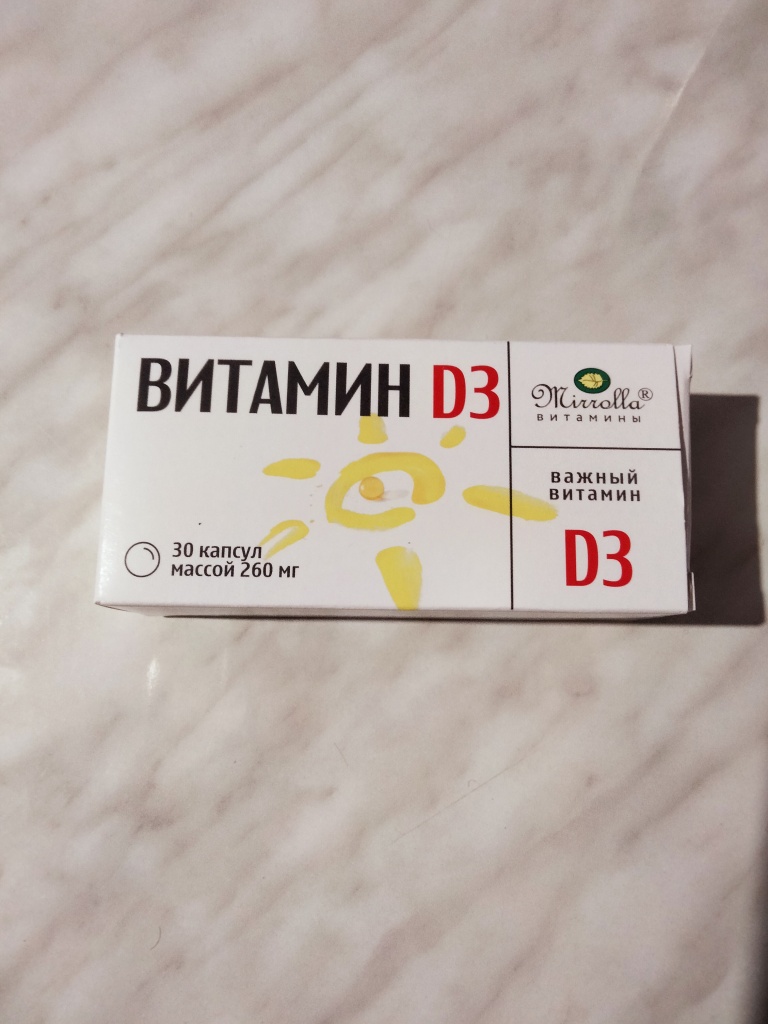 ВИТАМИН D3
30 капсул
массой 260 мг
Mirrolla®
ВИТАМИНЫ
ВАЖНЫЙ
ВИТАМИН
D3